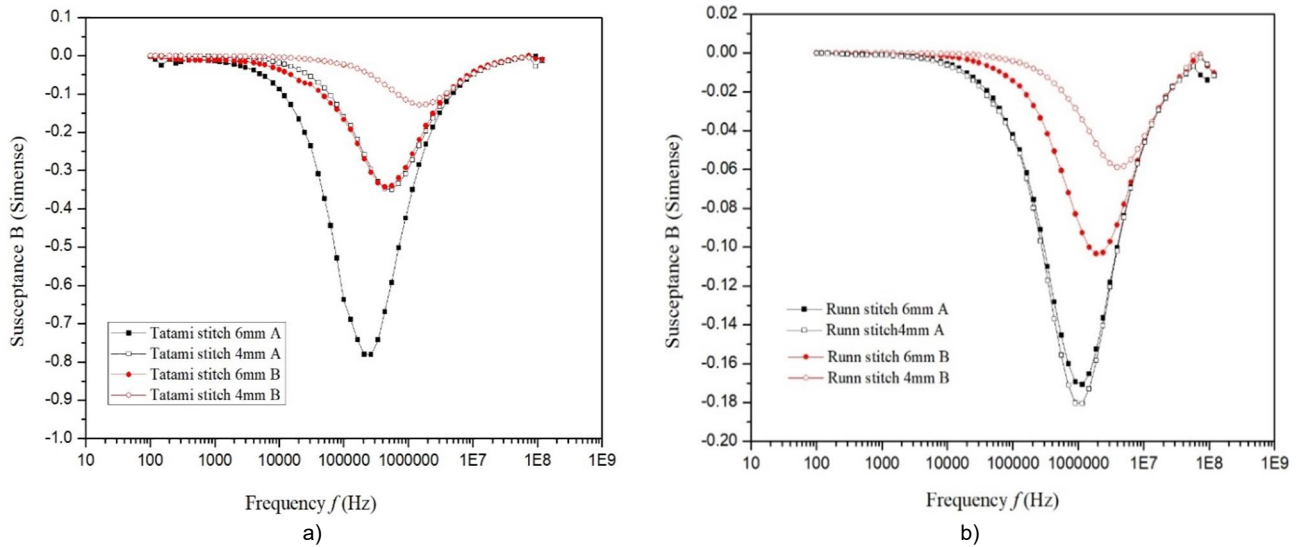 0.1
0.0
-0.1
-0.2
-0.3
-0.4
-0.5
-0.6
-0.7
-0.8
-0.9
-1.0
Susceptance B (Simense)
Tatami stitch 6mm A
Tatami stitch 4mm A
Tatami stitch 6mm B
Tatami stitch 4mm B
10 100 1000 10000 100000 1000000 1E7 1E8 1E9
Frequency f (Hz)
a)
0.02
0.00
-0.02
-0.04
-0.06
-0.08
-0.10
-0.12
-0.14
-0.16
-0.18
-0.20
Susceptance B (Simense)
Runn stitch 6mm A
Runn stitch4mm A
Runn stitch 6mm B
Runn stitch 4mm B
10 100 1000 10000 100000 1000000 1E7 1E8 1E9
Frequency f (Hz)
b)